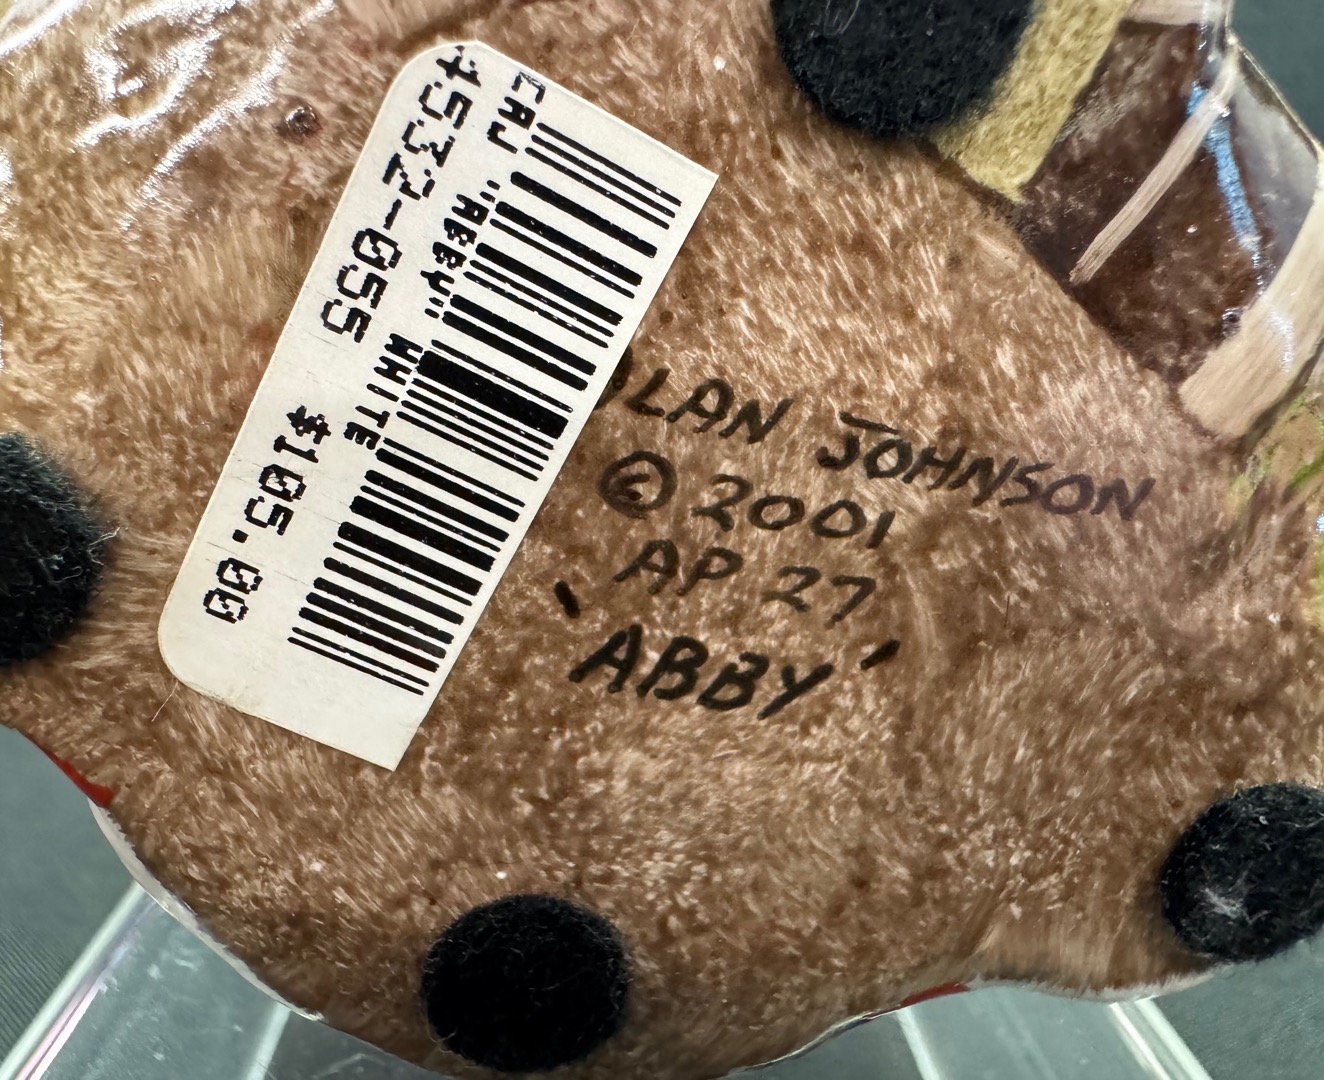 CAJ "ABBY" WHITE
4532-055
$105.00
LAN JOHNSON
© 2001
AP 27
'ABBY'